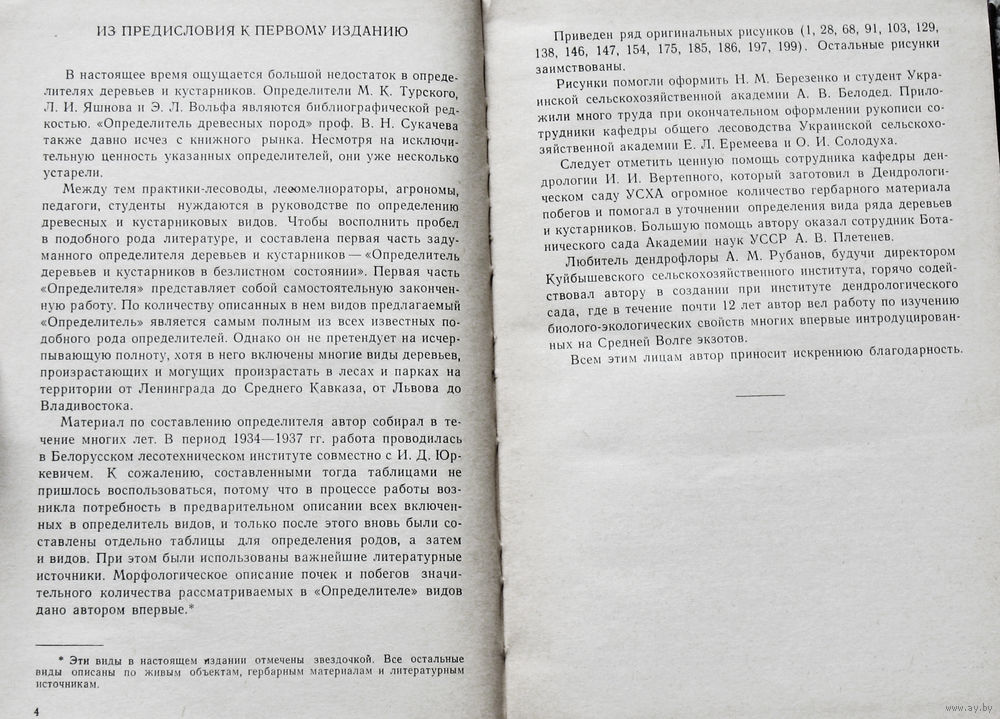 ИЗ ПРЕДИСЛОВИЯ К ПЕРВОМУ ИЗДАНИЮ
В настоящее время ощущается большой недостаток в опреде-
лителях деревьев и кустарников. Определители М. К. Турского,
Л. И. Яшнова и Э. Л. Вольфа являются библиографической ред-
костью. «Определитель древесных пород» проф. В. Н. Сукачева
также давно исчез с книжного рынка. Несмотря на исключи-
тельную ценность указанных определителей, они уже несколько
устарели.
Между тем практики-лесоводы, лесомелиораторы, агрономы,
педагоги, студенты нуждаются в руководстве по определению
древесных и кустарниковых видов. Чтобы восполнить пробел
в подобного рода литературе, и составлена первая часть заду-
манного определителя деревьев и кустарников — «Определитель
деревьев и кустарников в безлистном состоянии». Первая часть
«Определителя» представляет собой самостоятельную закончен-
ную работу. По количеству описанных в нем видов предлагаемый
«Определитель» является самым полным из всех известных по-
добного рода определителей. Однако он не претендует на исчер-
пывающую полноту, хотя в него включены многие виды деревьев,
произрастающих и могущих произрастать в лесах и парках на
территории от Ленинграда до Среднего Кавказа, от Львова до
Владивостока.
Материал по составлению определителя автор собирал в те-
чение многих лет. В период 1934—1937 гг. работа проводилась
в Белорусском лесотехническом институте совместно с И. Д. Юр-
кевичем. К сожалению, составленными тогда таблицами не
пришлось воспользоваться, потому что в процессе работы воз-
никла потребность в предварительном описании всех включен-
ных в определитель видов, и только после этого вновь были со-
ставлены отдельно таблицы для определения родов, а затем
и видов. При этом были использованы важнейшие литературные
источники. Морфологическое описание почек и побегов значи-
тельного количества рассматриваемых в «Определителе» видов
дано автором впервые.*
* Эти виды в настоящем издании отмечены звездочкой. Все остальные
виды описаны по живым объектам, гербарным материалам и литературным
источникам.
4
Приведен ряд оригинальных рисунков (1, 28, 68, 91, 103, 129,
138, 146, 147, 154, 175, 185, 186, 197, 199). Остальные рисунки
заимствованы.
Рисунки помогли оформить Н. М. Березенко и студент Укра-
инской сельскохозяйственной академии А. В. Белодед. Прило-
жили много труда при окончательном оформлении рукописи со-
трудники кафедры общего лесоводства Украинской сельскохо-
зяйственной академии Е. Л. Еремеева и О. И. Солодуха.
Следует отметить ценную помощь сотрудника кафедры ден-
дрологии И. И. Вертепного, который заготовил в Дендрологи-
ческом саду УСХА огромное количество гербарного материала
побегов и помогал в уточнении определения вида ряда деревьев
и кустарников. Большую помощь автору оказал сотрудник Бота-
нического сада Академии наук УССР А. В. Плетенев.
Любитель дендрофлоры А. М. Рубанов, будучи директором
Куйбышевского сельскохозяйственного института, горячо содей-
ствовал автору в создании при институте дендрологического
сада, где в течение почти 12 лет автор вел работу по изучению
биолого-экологических свойств многих впервые интродуцирован-
ных на Средней Волге экзотов.
Всем этим лицам автор приносит искреннюю благодарность.
www.ay.by